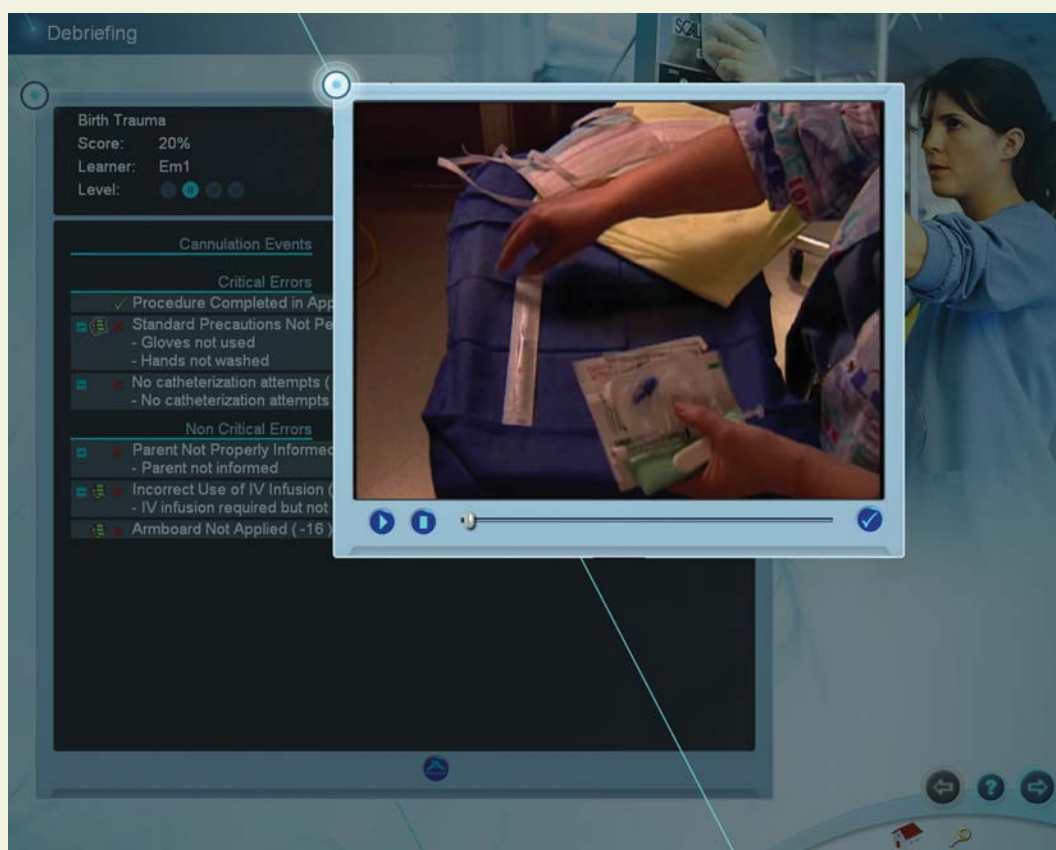 Debriefing
Birth Trauma
Score: 20%
Learner: Em1
Level:
Cannulation Events
Critical Errors
Procedure Completed in App
Standard Precautions Not Pe
- Gloves not used
- Hands not washed
No catheterization attempts (
- No catheterization attempts
Non Critical Errors
Parent Not Properly Informed
- Parent not informed
Incorrect Use of IV Infusion (
- IV infusion required but not
Armboard Not Applied ( -16 )
SCAL
?